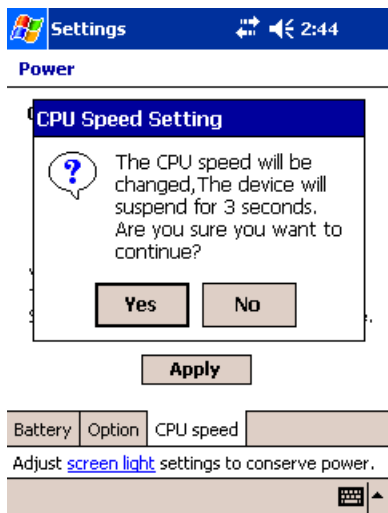 Settings 2:44
Power
CPU Speed Setting
?
The CPU speed will be
changed,The device will
suspend for 3 seconds.
Are you sure you want to
continue?
Yes No
Apply
Battery Option CPU speed
Adjust screen light settings to conserve power.